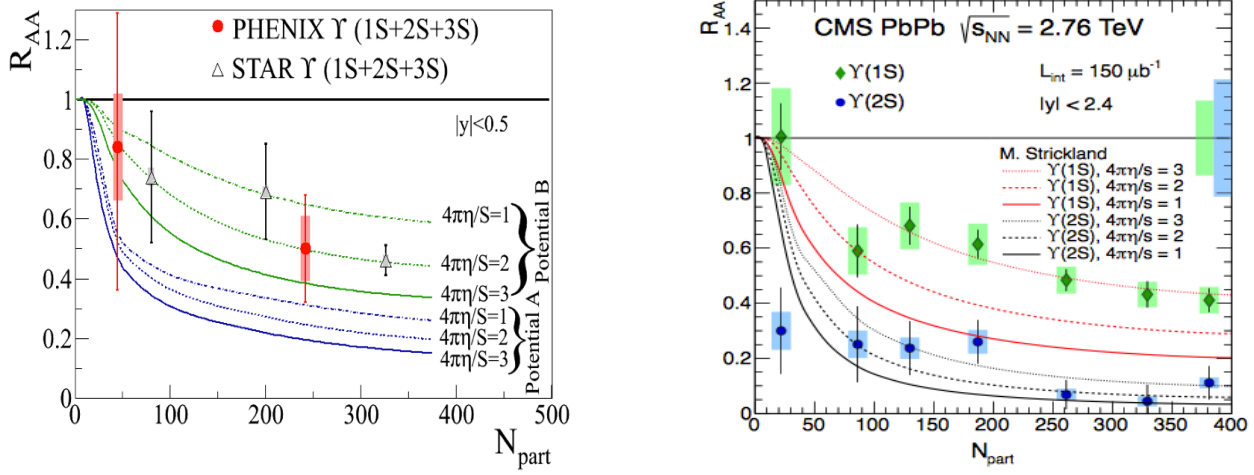 R_AA
1.2
1
0.8
0.6
0.4
0.2
0
PHENIX ϒ (1S+2S+3S)
STAR ϒ (1S+2S+3S)
|y|<0.5
4πη/S=1
4πη/S=2
4πη/S=3
Potential B
4πη/S=1
4πη/S=2
4πη/S=3
Potential A
0 100 200 300 400 500
N_part
R_AA
1.4
1.2
1
0.8
0.6
0.4
0.2
0
CMS PbPb √s_NN = 2.76 TeV
ϒ(1S)
ϒ(2S)
L_int = 150 μb⁻¹
|y| < 2.4
M. Strickland
ϒ(1S), 4πη/s = 3
ϒ(1S), 4πη/s = 2
ϒ(1S), 4πη/s = 1
ϒ(2S), 4πη/s = 3
ϒ(2S), 4πη/s = 2
ϒ(2S), 4πη/s = 1
0 50 100 150 200 250 300 350 400
N_part